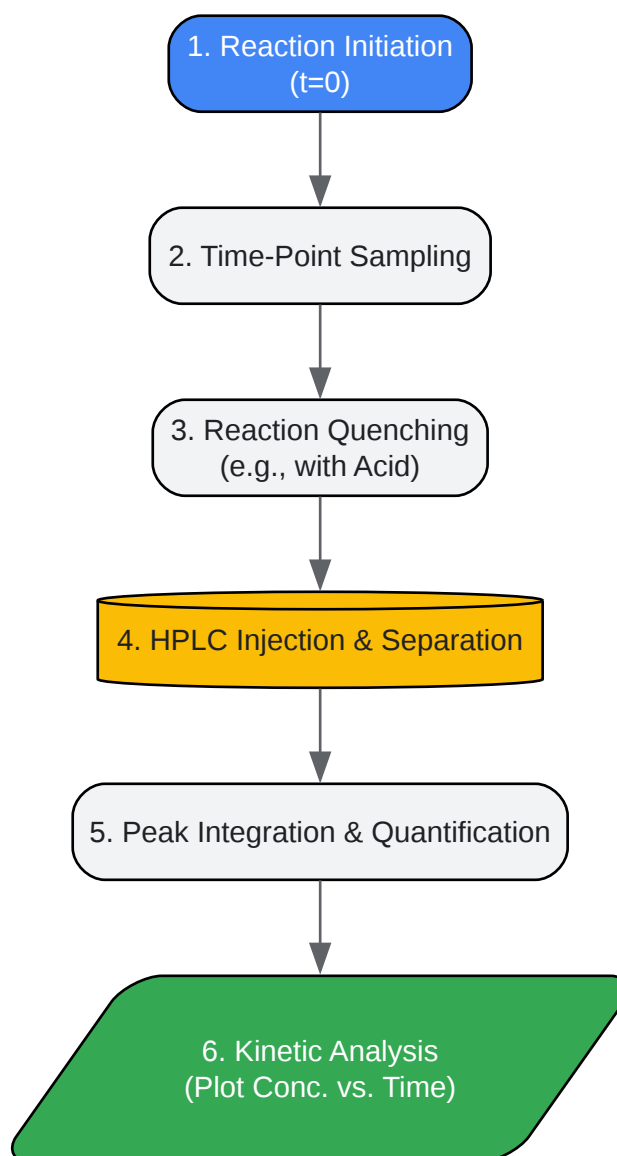 1. Reaction Initiation
(t=0)
2. Time-Point Sampling
3. Reaction Quenching
(e.g., with Acid)
4. HPLC Injection & Separation
5. Peak Integration & Quantification
6. Kinetic Analysis
(Plot Conc. vs. Time)